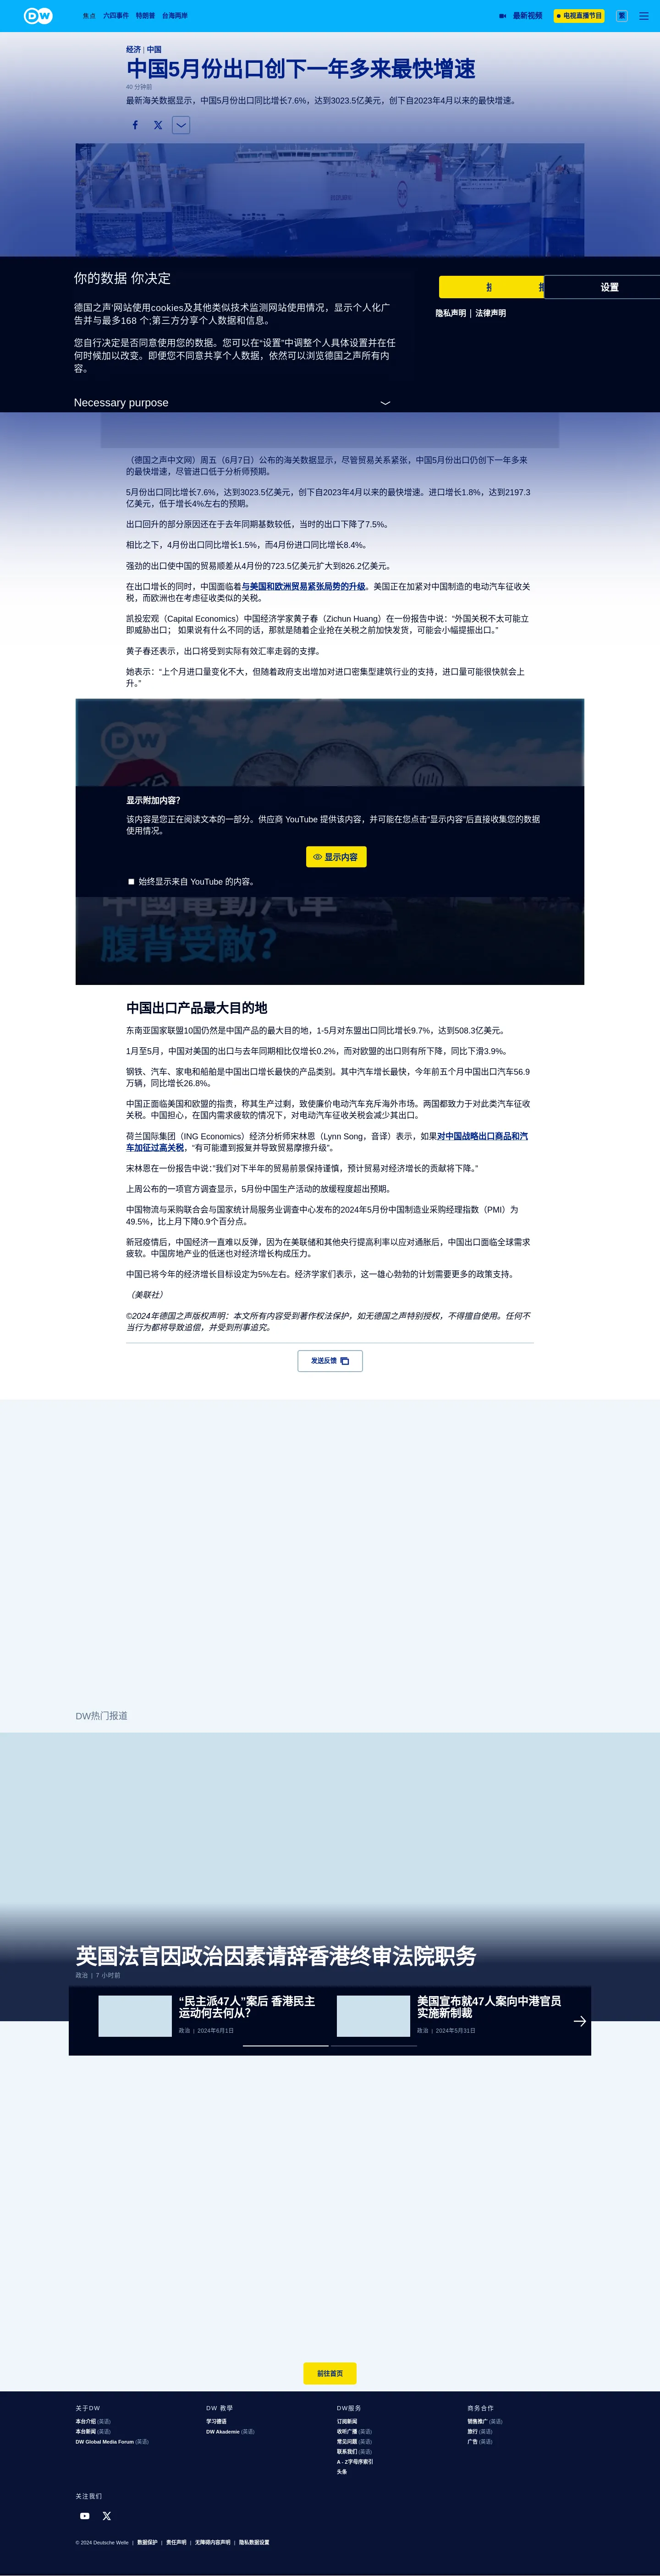 DW
焦点 六四事件 特朗普 台海两岸
最新视频 电视直播节目 繁
经济 | 中国
中国5月份出口创下一年多来最快增速
40 分钟前
最新海关数据显示，中国5月份出口同比增长7.6%，达到3023.5亿美元，创下自2023年4月以来的最快增速。
你的数据 你决定
德国之声’网站使用cookies及其他类似技术监测网站使用情况，显示个人化广
告并与最多168 个;第三方分享个人数据和信息。
您自行决定是否同意使用您的数据。您可以在“设置”中调整个人具体设置并在任
何时候加以改变。即便您不同意共享个人数据，依然可以浏览德国之声所有内
容。
Necessary purpose
设置
隐私声明 | 法律声明
（德国之声中文网）周五（6月7日）公布的海关数据显示，尽管贸易关系紧张，中国5月份出口仍创下一年多来
的最快增速，尽管进口低于分析师预期。
5月份出口同比增长7.6%，达到3023.5亿美元，创下自2023年4月以来的最快增速。进口增长1.8%，达到2197.3
亿美元，低于增长4%左右的预期。
出口回升的部分原因还在于去年同期基数较低，当时的出口下降了7.5%。
相比之下，4月份出口同比增长1.5%，而4月份进口同比增长8.4%。
强劲的出口使中国的贸易顺差从4月份的723.5亿美元扩大到826.2亿美元。
在出口增长的同时，中国面临着与美国和欧洲贸易紧张局势的升级。美国正在加紧对中国制造的电动汽车征收关
税，而欧洲也在考虑征收类似的关税。
凯投宏观（Capital Economics）中国经济学家黄子春（Zichun Huang）在一份报告中说：“外国关税不太可能立
即威胁出口； 如果说有什么不同的话，那就是随着企业抢在关税之前加快发货，可能会小幅提振出口。”
黄子春还表示，出口将受到实际有效汇率走弱的支撑。
她表示：“上个月进口量变化不大，但随着政府支出增加对进口密集型建筑行业的支持，进口量可能很快就会上
升。”
显示附加内容?
该内容是您正在阅读文本的一部分。供应商 YouTube 提供该内容，并可能在您点击“显示内容”后直接收集您的数据
使用情况。
显示内容
始终显示来自 YouTube 的内容。
中國電動汽車
腹背受敵?
中国出口产品最大目的地
东南亚国家联盟10国仍然是中国产品的最大目的地，1-5月对东盟出口同比增长9.7%，达到508.3亿美元。
1月至5月，中国对美国的出口与去年同期相比仅增长0.2%，而对欧盟的出口则有所下降，同比下滑3.9%。
钢铁、汽车、家电和船舶是中国出口增长最快的产品类别。其中汽车增长最快，今年前五个月中国出口汽车56.9
万辆，同比增长26.8%。
中国正面临美国和欧盟的指责，称其生产过剩，致使廉价电动汽车充斥海外市场。两国都致力于对此类汽车征收
关税。中国担心，在国内需求疲软的情况下，对电动汽车征收关税会减少其出口。
荷兰国际集团（ING Economics）经济分析师宋林恩（Lynn Song，音译）表示，如果对中国战略出口商品和汽
车加征过高关税，“有可能遭到报复并导致贸易摩擦升级”。
宋林恩在一份报告中说：”我们对下半年的贸易前景保持谨慎，预计贸易对经济增长的贡献将下降。”
上周公布的一项官方调查显示，5月份中国生产活动的放缓程度超出预期。
中国物流与采购联合会与国家统计局服务业调查中心发布的2024年5月份中国制造业采购经理指数（PMI）为
49.5%，比上月下降0.9个百分点。
新冠疫情后，中国经济一直难以反弹，因为在美联储和其他央行提高利率以应对通胀后，中国出口面临全球需求
疲软。中国房地产业的低迷也对经济增长构成压力。
中国已将今年的经济增长目标设定为5%左右。经济学家们表示，这一雄心勃勃的计划需要更多的政策支持。
（美联社）
©2024年德国之声版权声明：本文所有内容受到著作权法保护，如无德国之声特别授权，不得擅自使用。任何不
当行为都将导致追偿，并受到刑事追究。
发送反馈
DW热门报道
英国法官因政治因素请辞香港终审法院职务
政治 | 7 小时前
“民主派47人”案后 香港民主
运动何去何从?
政治 | 2024年6月1日
美国宣布就47人案向中港官员
实施新制裁
政治 | 2024年5月31日
前往首页
关于DW
本台介绍 (英语)
本台新闻 (英语)
DW Global Media Forum (英语)
DW 教學
学习德语
DW Akademie (英语)
DW服务
订阅新闻
收听广播 (英语)
常见问题 (英语)
联系我们 (英语)
A - Z字母序索引
头条
商务合作
销售推广 (英语)
旅行 (英语)
广告 (英语)
关注我们
© 2024 Deutsche Welle | 数据保护 | 责任声明 | 无障碍内容声明 | 隐私数据设置